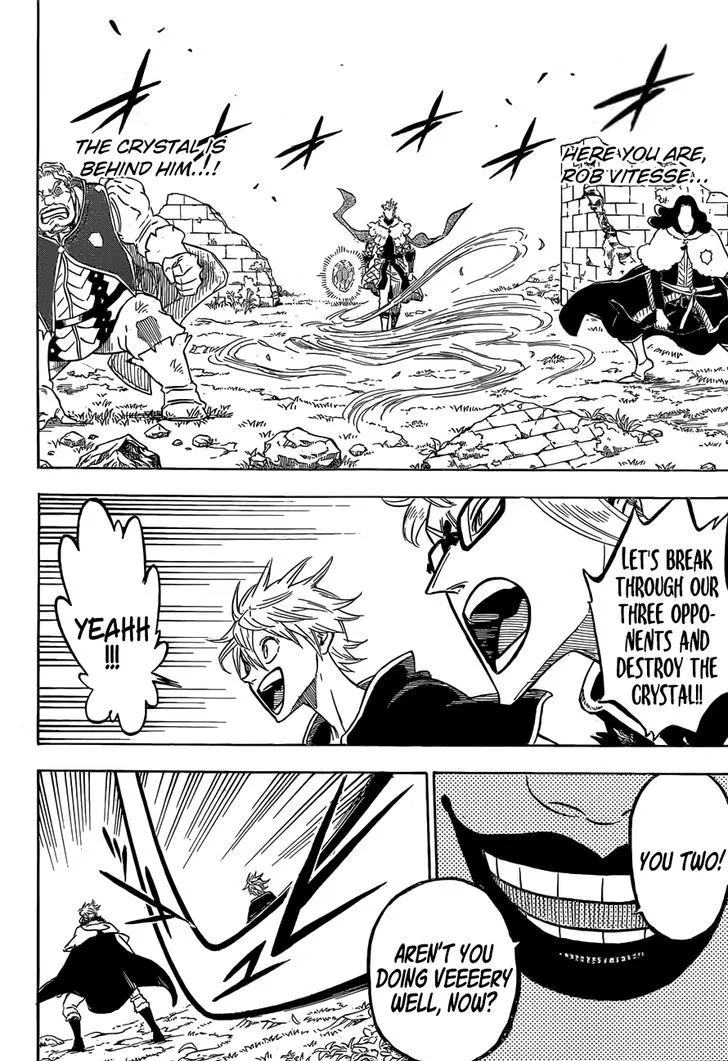 HERE YOU ARE,
ROB VITESSE...
THE CRYSTAL IS
BEHIND HIM...!
LET'S BREAK
THROUGH OUR
THREE OPPO-
NENTS AND
DESTROY THE
CRYSTAL!!
YEAHH
!!!
YOU TWO!
AREN'T YOU
DOING VEEEERY
WELL, NOW?